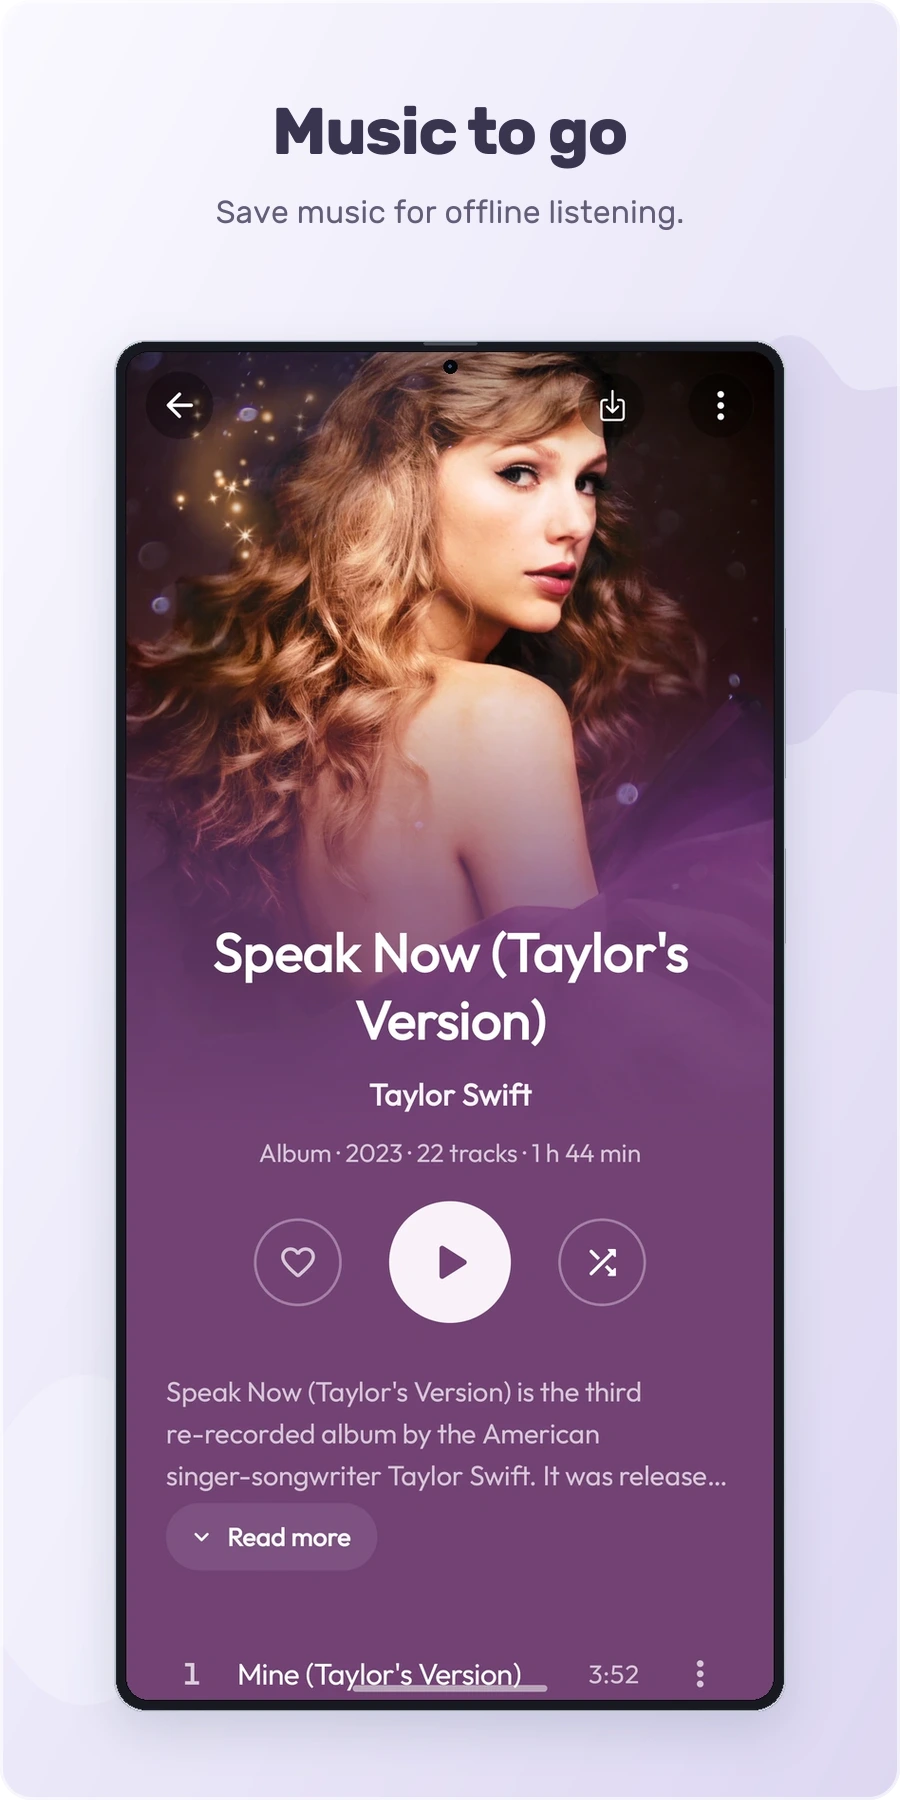 Music to go
Save music for offline listening.
Speak Now (Taylor's
Version)
Taylor Swift
Album · 2023 · 22 tracks · 1 h 44 min
Speak Now (Taylor's Version) is the third
re-recorded album by the American
singer-songwriter Taylor Swift. It was release...
Read more
1 Mine (Taylor's Version) 3:52